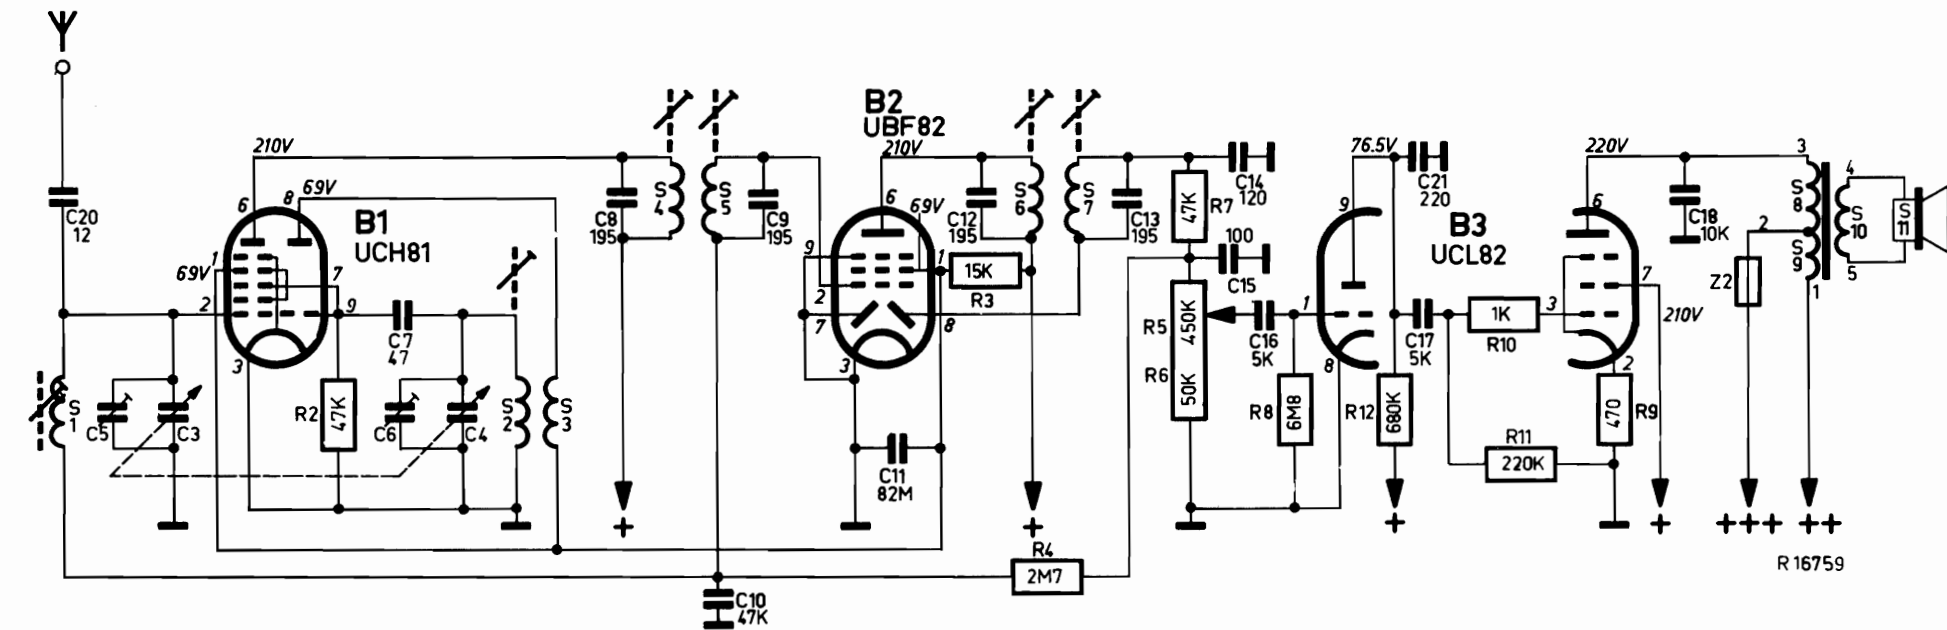 C20
12
S
1
C5
C3
210V
69V
6
8
B1
UCH81
1
69V
2
7
9
3
R2
47K
C7
47
C6
C4
S
2
S
3
C8
195
S
4
S
5
C9
195
C10
47K
B2
UBF82
210V
6
69V
9
2
7
1
8
3
15K
R3
C11
82M
C12
195
S
6
S
7
C13
195
+
+
R4
2M7
R7
47K
C14
120
100
C15
R5
450K
R6
50K
C16
5K
R8
6M8
76.5V
9
1
8
C21
220
B3
UCL82
R12
680K
+
C17
5K
1K
R10
R11
220K
220V
6
3
7
210V
2
470
R9
+
C18
10K
3
S
8
2
S
9
1
4
S
10
5
S
11
Z2
+++
++
R16759